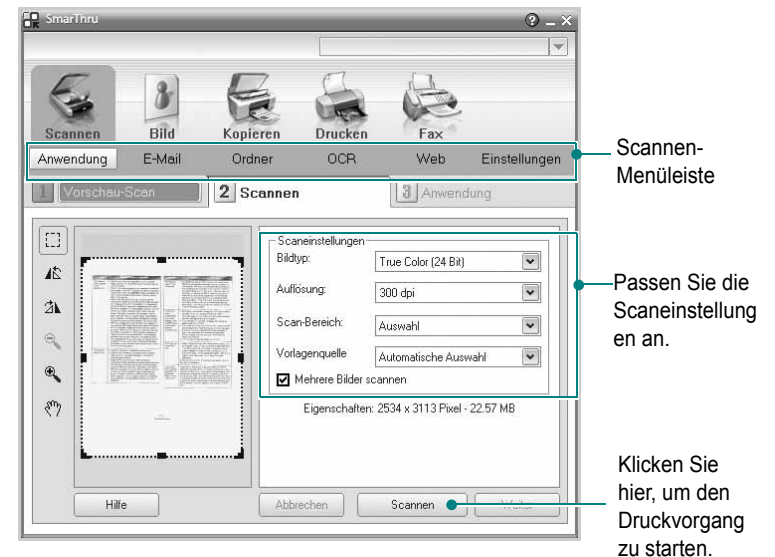 SmarThru
Scannen Bild Kopieren Drucken Fax
Anwendung E-Mail Ordner OCR Web Einstellungen
1 Vorschau-Scan 2 Scannen 3 Anwendung
Scaneinstellungen
Bildtyp: True Color (24 Bit)
Auflösung: 300 dpi
Scan-Bereich: Auswahl
Vorlagenquelle Automatische Auswahl
Mehrere Bilder scannen
Eigenschaften: 2534 x 3113 Pixel - 22.57 MB
Hilfe Abbrechen Scannen Weiter
Scannen-
Menüleiste
Passen Sie die
Scaneinstellung
en an.
Klicken Sie
hier, um den
Druckvorgang
zu starten.